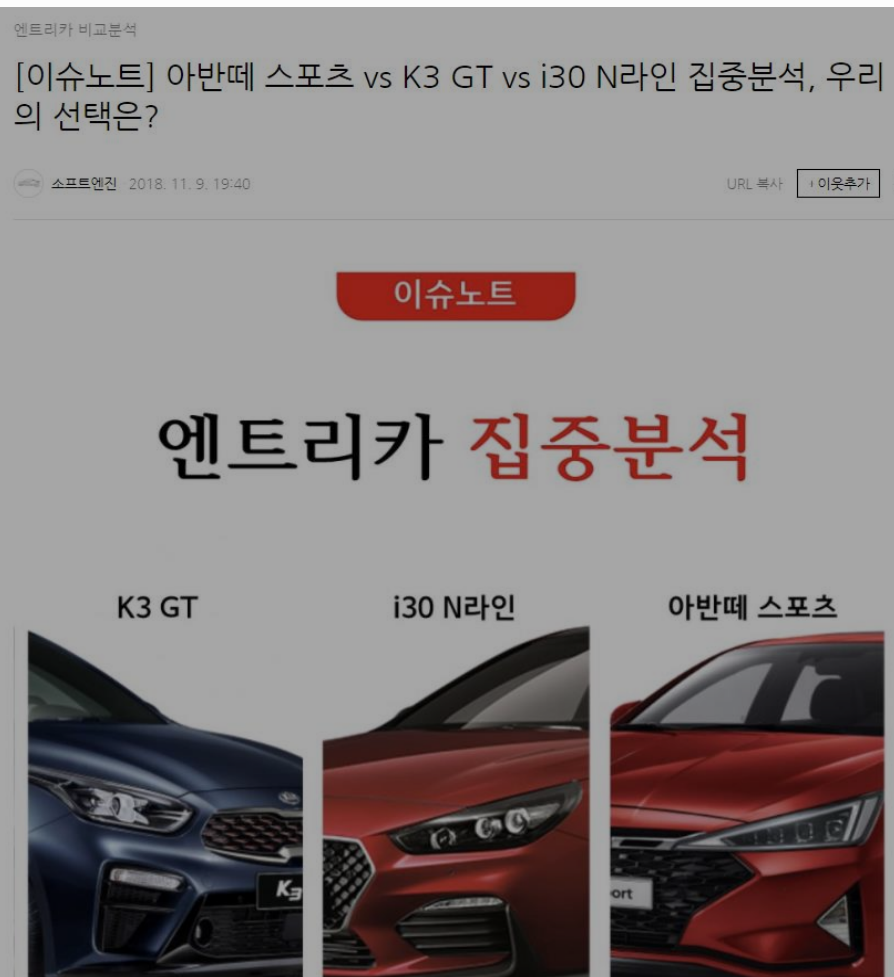 엔트리카 비교분석
[이슈노트] 아반떼 스포츠 vs K3 GT vs i30 N라인 집중분석, 우리
의 선택은?
소프트엔진 2018. 11. 9. 19:40
URL 복사
+이웃추가
이슈노트
엔트리카 집중분석
K3 GT
i30 N라인
아반떼 스포츠
K3
ort